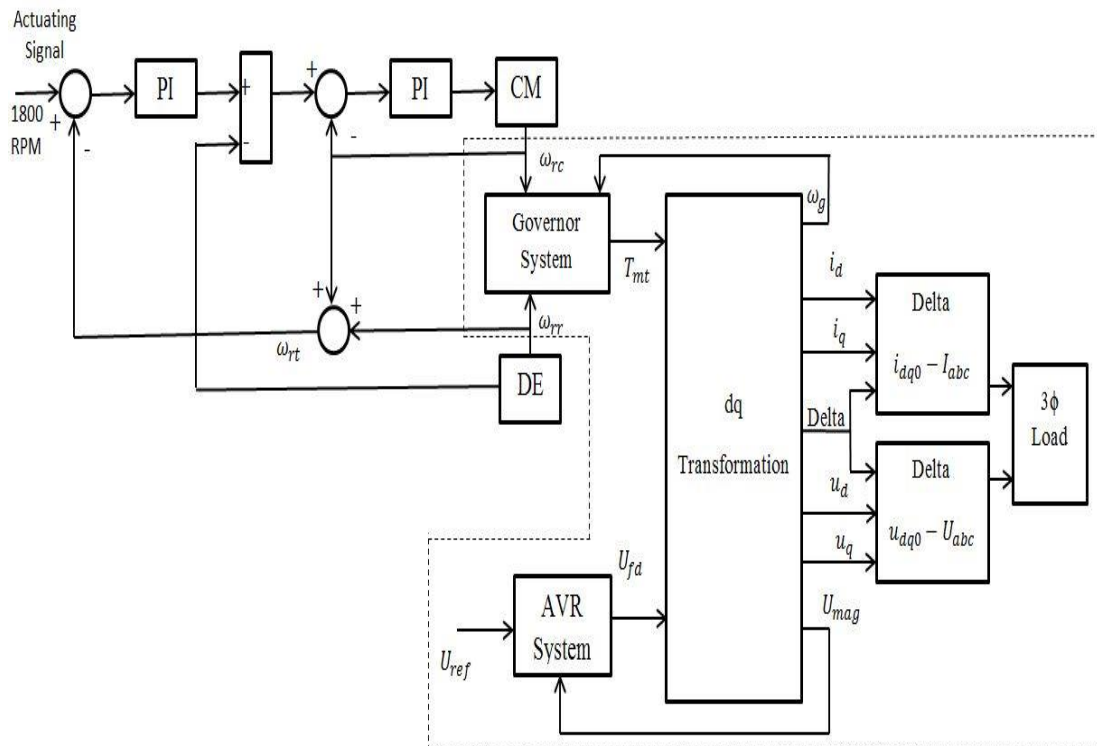 Actuating
Signal
1800
RPM
+
-
PI
+
-
+
-
PI
CM
ω_rc
Governor
System
ω_g
T_mt
+
+
ω_rt
ω_rr
DE
dq
Transformation
i_d
i_q
Delta
u_d
u_q
U_mag
Delta
i_dq0 − I_abc
Delta
u_dq0 − U_abc
3ϕ
Load
U_fd
AVR
System
U_ref